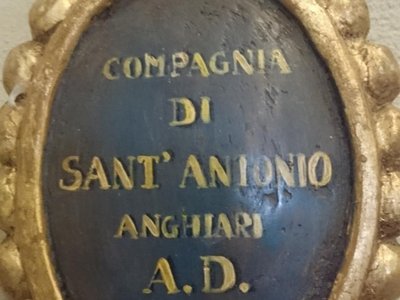 COMPAGNIA
DI
SANT' ANTONIO
ANGHIARI
A.D.